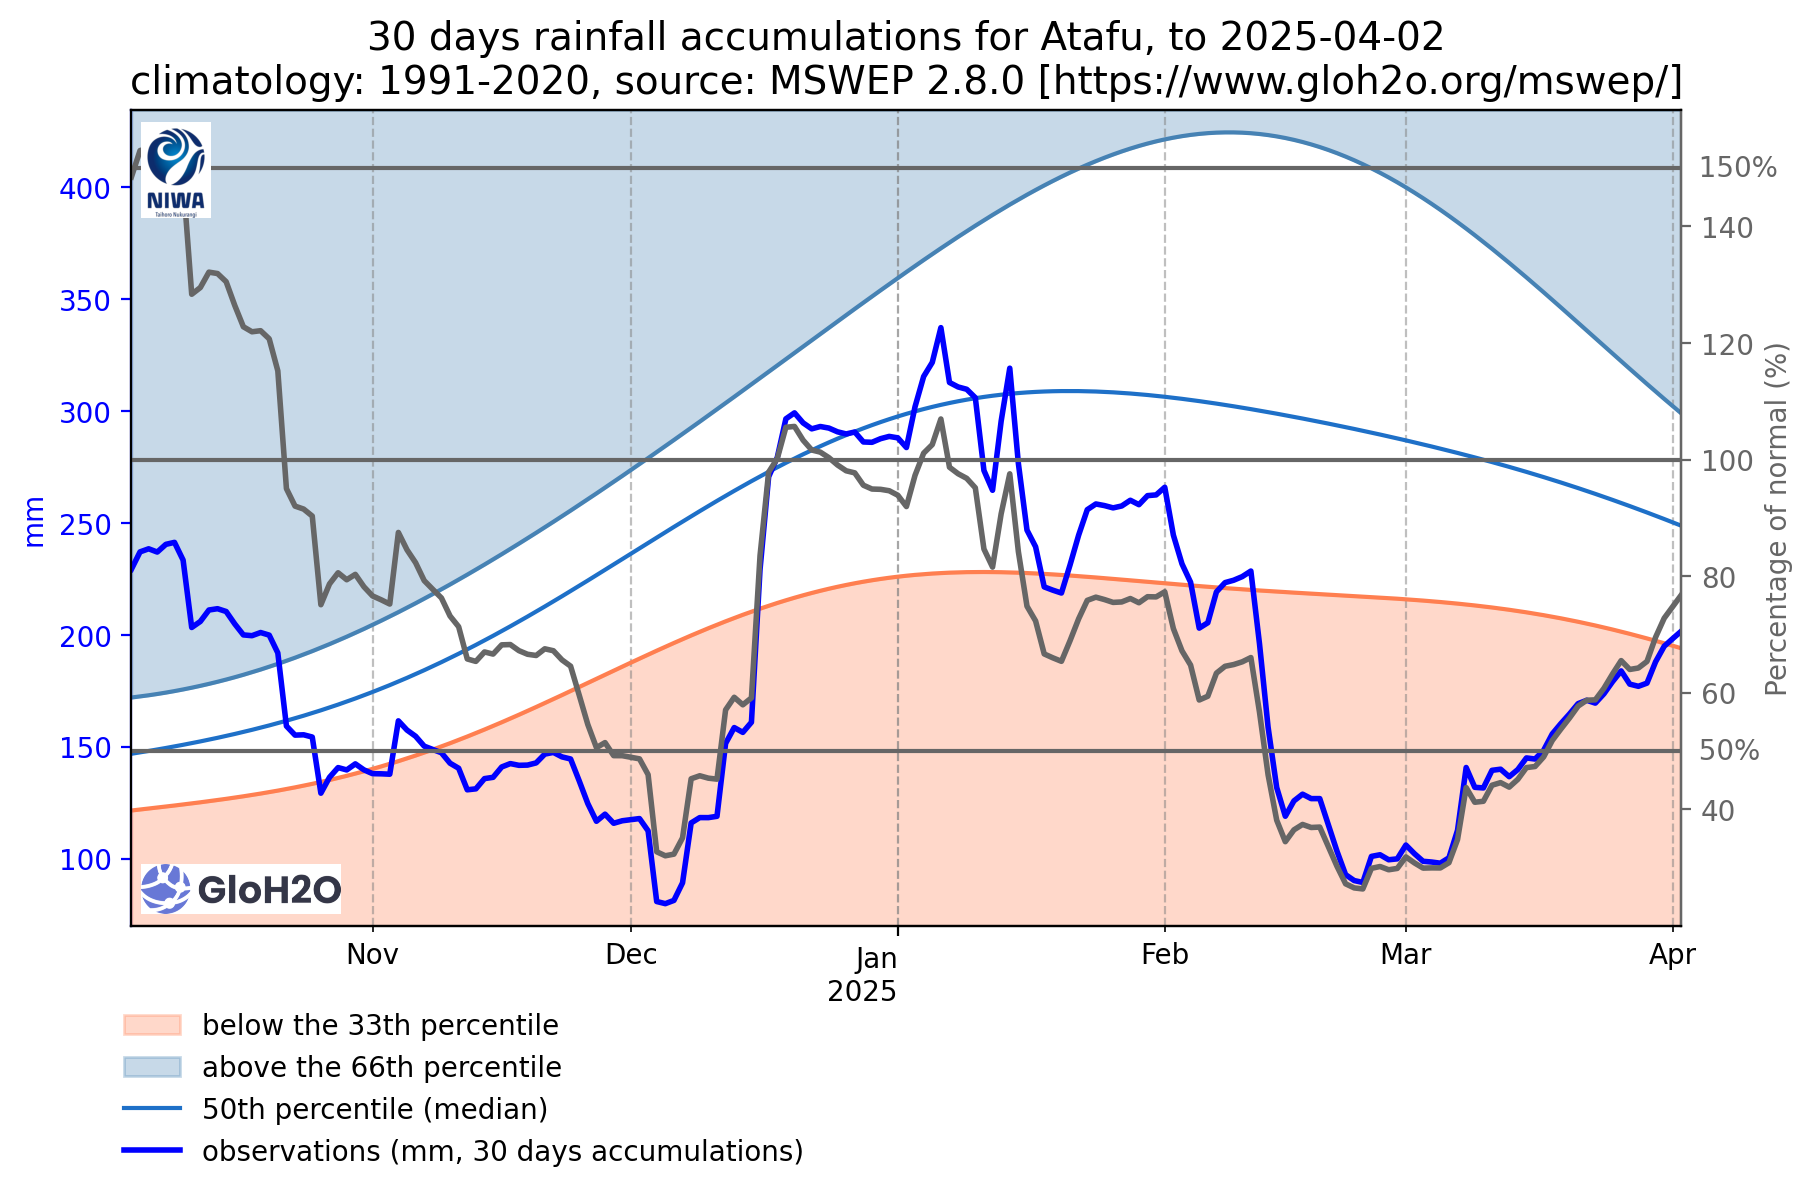 30 days rainfall accumulations for Atafu, to 2025-04-02
climatology: 1991-2020, source: MSWEP 2.8.0 [https://www.gloh2o.org/mswep/]
NIWA
Taihoro Nukurangi
400
350
300
250
200
150
100
mm
150%
140
120
100
80
60
50%
40
Percentage of normal (%)
GloH2O
Nov
Dec
Jan
2025
Feb
Mar
Apr
below the 33th percentile
above the 66th percentile
50th percentile (median)
observations (mm, 30 days accumulations)